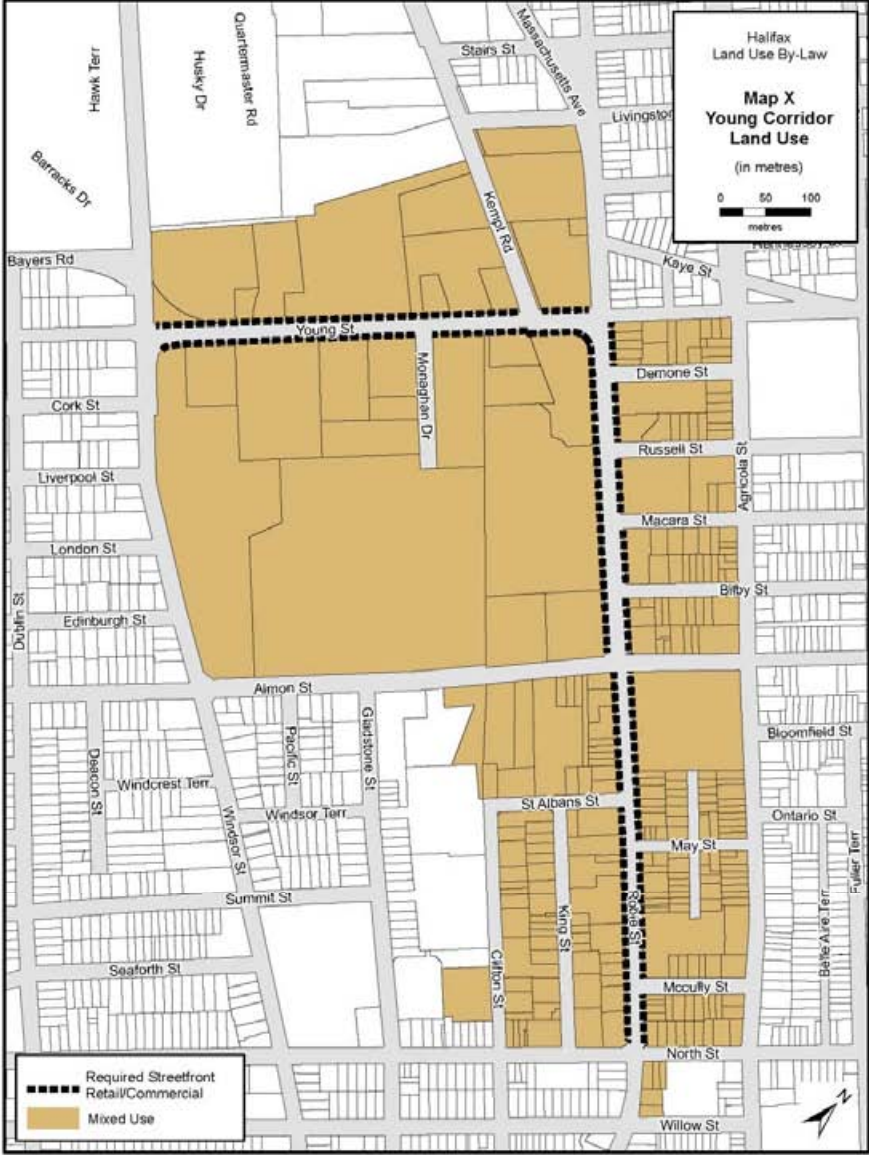 Halifax
Land Use By-Law
Map X
Young Corridor
Land Use
(in metres)
0 50 100
metres
Stairs St
Massachusetts Ave
Hawk Terr
Husky Dr
Quartermaster Rd
Barracks Dr
Kempt Rd
Bayers Rd
Kaye St
Young St
Monaghan Dr
Demone St
Cork St
Russell St
Agricola St
Liverpool St
Macara St
London St
Bilby St
Dublin St
Edinburgh St
Almon St
Gladstone St
Pacific St
Deacon St
Bloomfield St
Windcrest Terr
Windsor Terr
Windsor St
St Albans St
Ontario St
May St
Fuller Terr
Summit St
King St
Robie St
Belle Aire Terr
Seaforth St
Clifton St
Mccully St
North St
Required Streetfront
Retail/Commercial
Mixed Use
Willow St
N